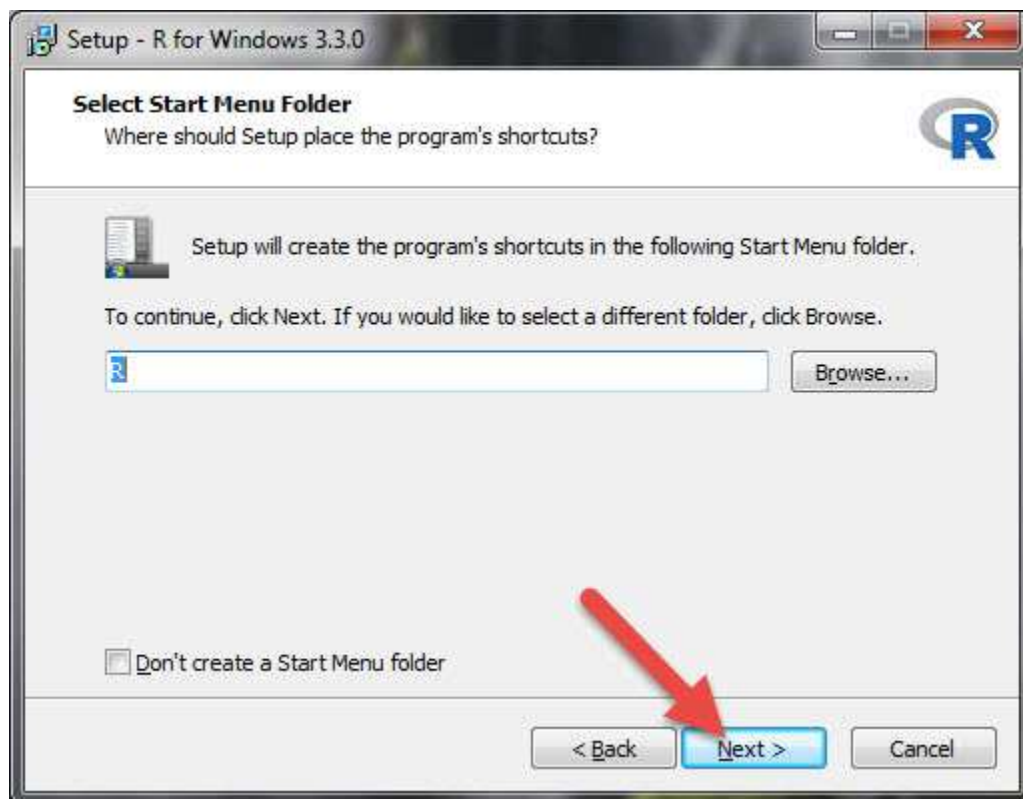 Setup - R for Windows 3.3.0
Select Start Menu Folder
Where should Setup place the program's shortcuts?
R
Setup will create the program's shortcuts in the following Start Menu folder.
To continue, click Next. If you would like to select a different folder, click Browse.
R
Browse...
Don't create a Start Menu folder
< Back
Next >
Cancel